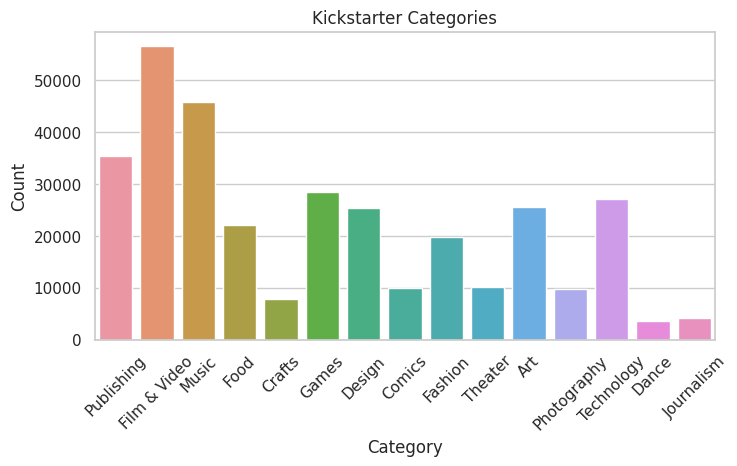 Kickstarter Categories
50000
40000
30000
20000
10000
0
Count
Publishing
Film & Video
Music
Food
Crafts
Games
Design
Comics
Fashion
Theater
Art
Photography
Technology
Dance
Journalism
Category